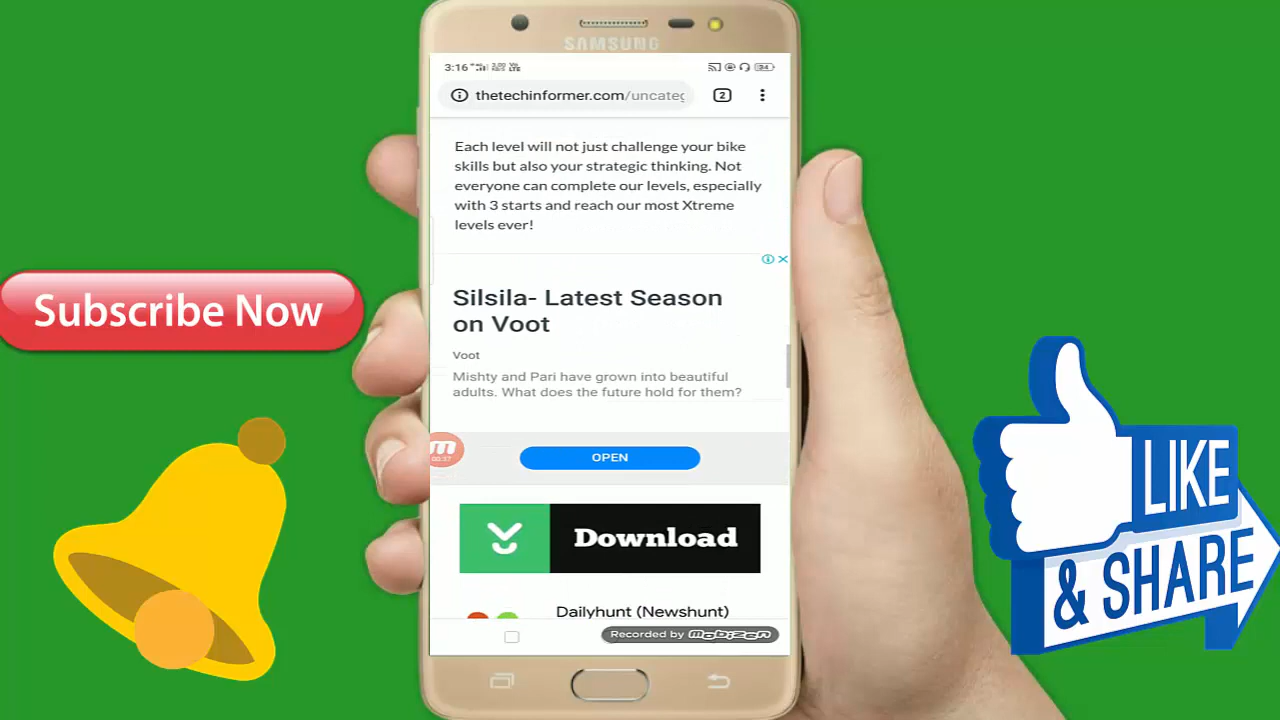 SAMSUNG
3:16
thetechinformer.com/uncateg
2
Each level will not just challenge your bike
skills but also your strategic thinking. Not
everyone can complete our levels, especially
with 3 starts and reach our most Xtreme
levels ever!
Silsila- Latest Season
on Voot
Voot
Mishty and Pari have grown into beautiful
adults. What does the future hold for them?
m
00:37
OPEN
Download
Dailyhunt (Newshunt)
Recorded by mobizen
Subscribe Now
LIKE
& SHARE